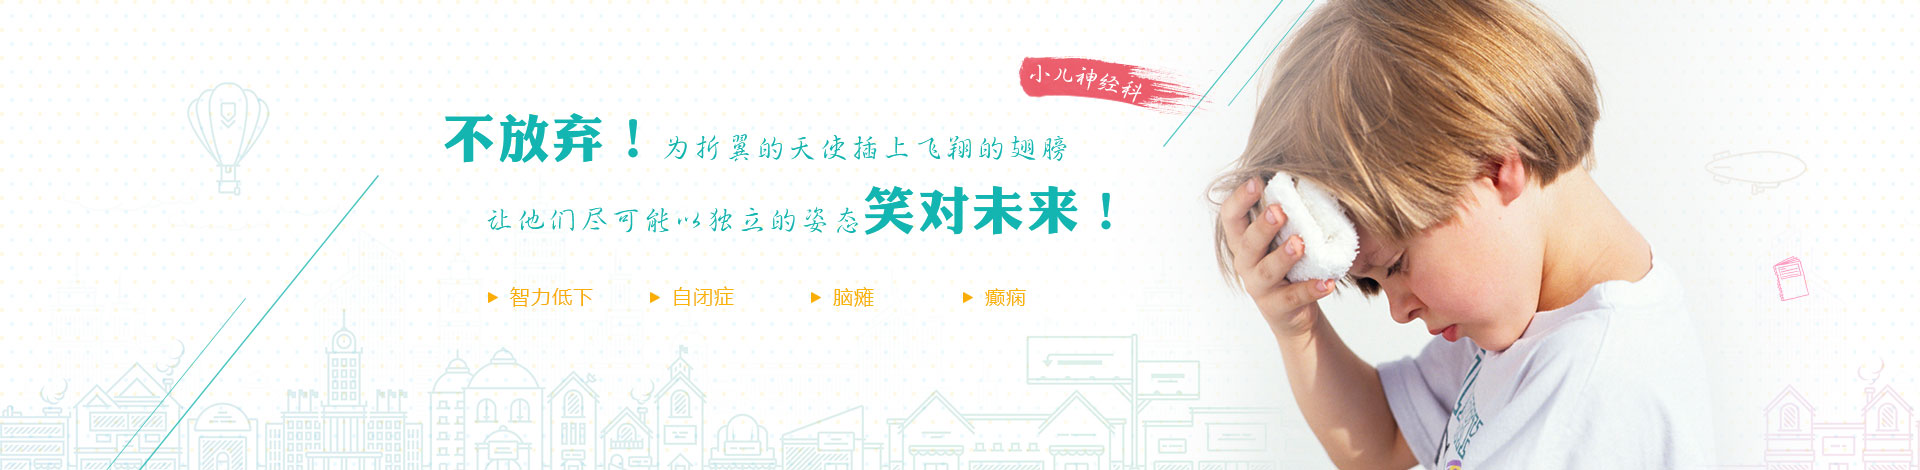 小儿神经科
不放弃！为折翼的天使插上飞翔的翅膀
让他们尽可能以独立的姿态笑对未来！
智力低下 自闭症 脑瘫 癫痫